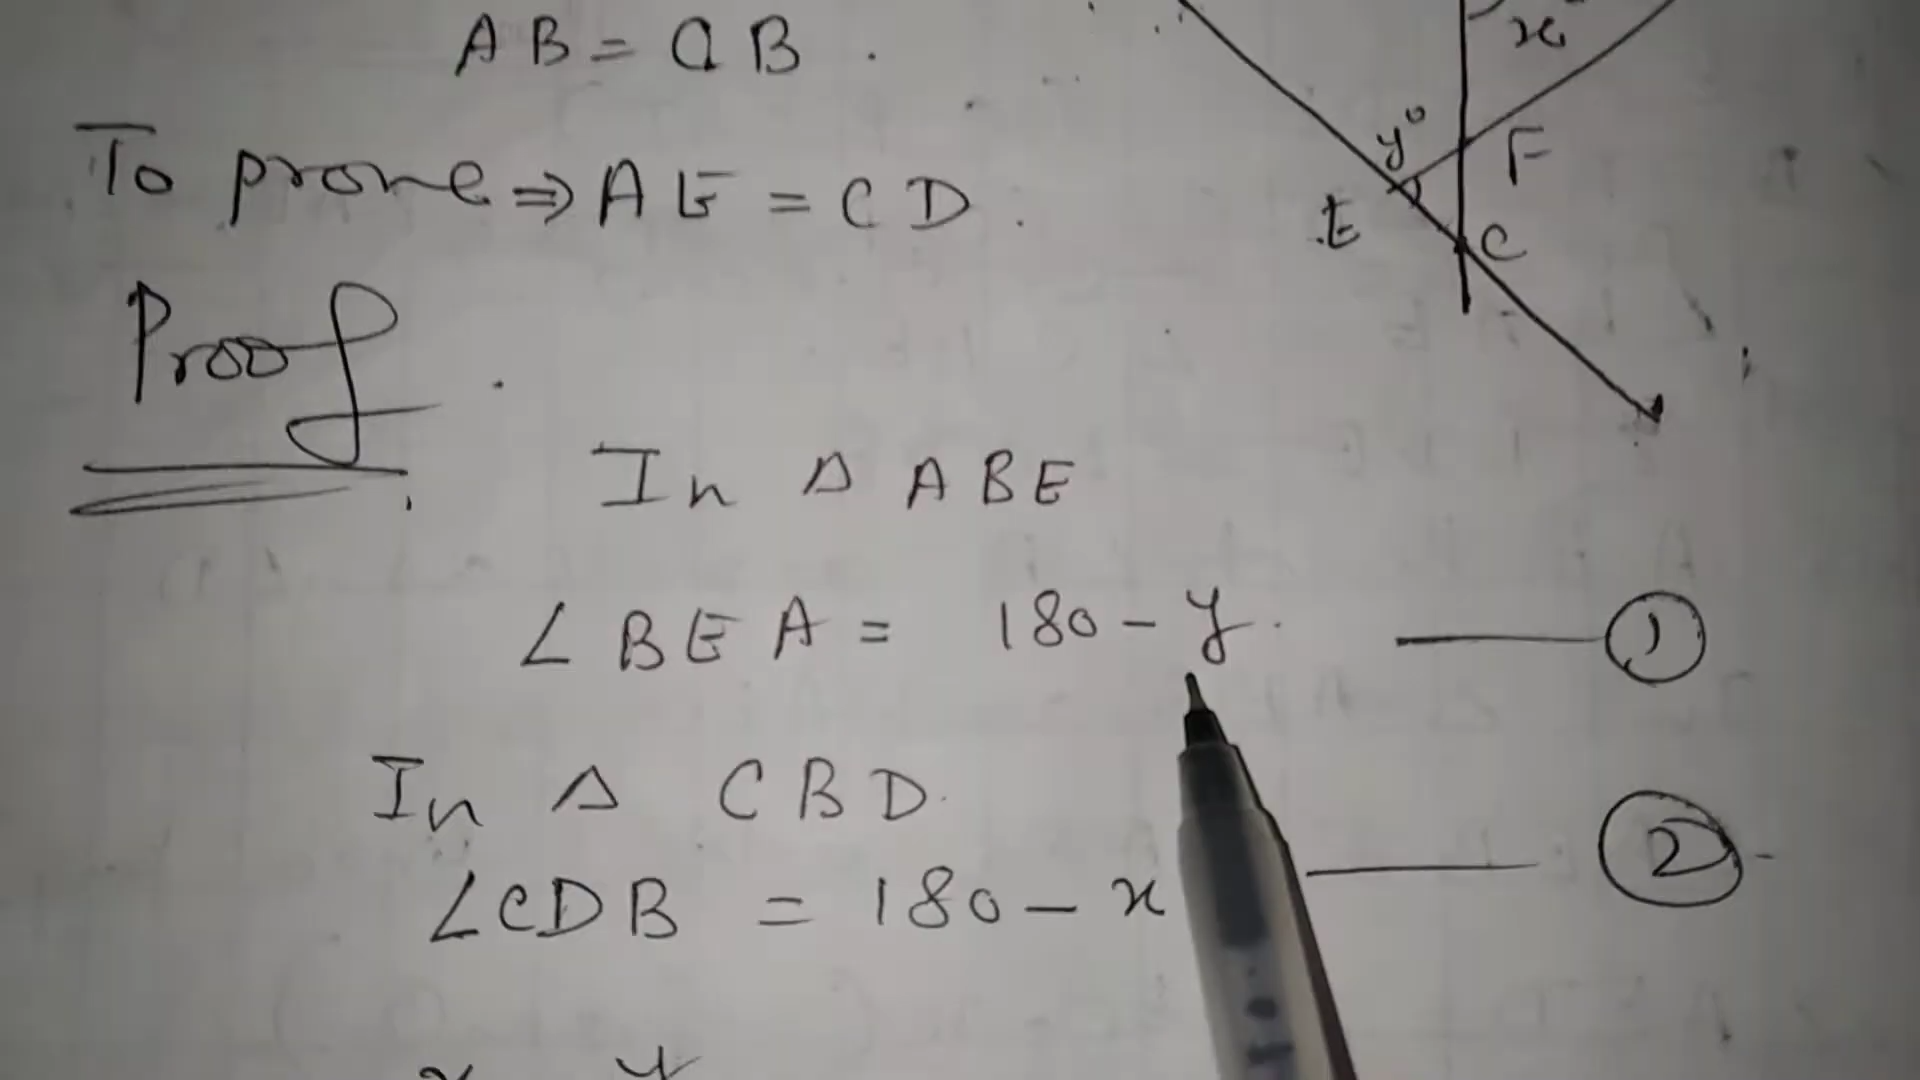 AB = CB.
To prove ⇒ AE = CD.
x°
y°
F
E
C
Proof.
In Δ ABE
∠BEA = 180 - y. —— 1
In Δ CBD.
∠CDB = 180 - x —— 2
x y